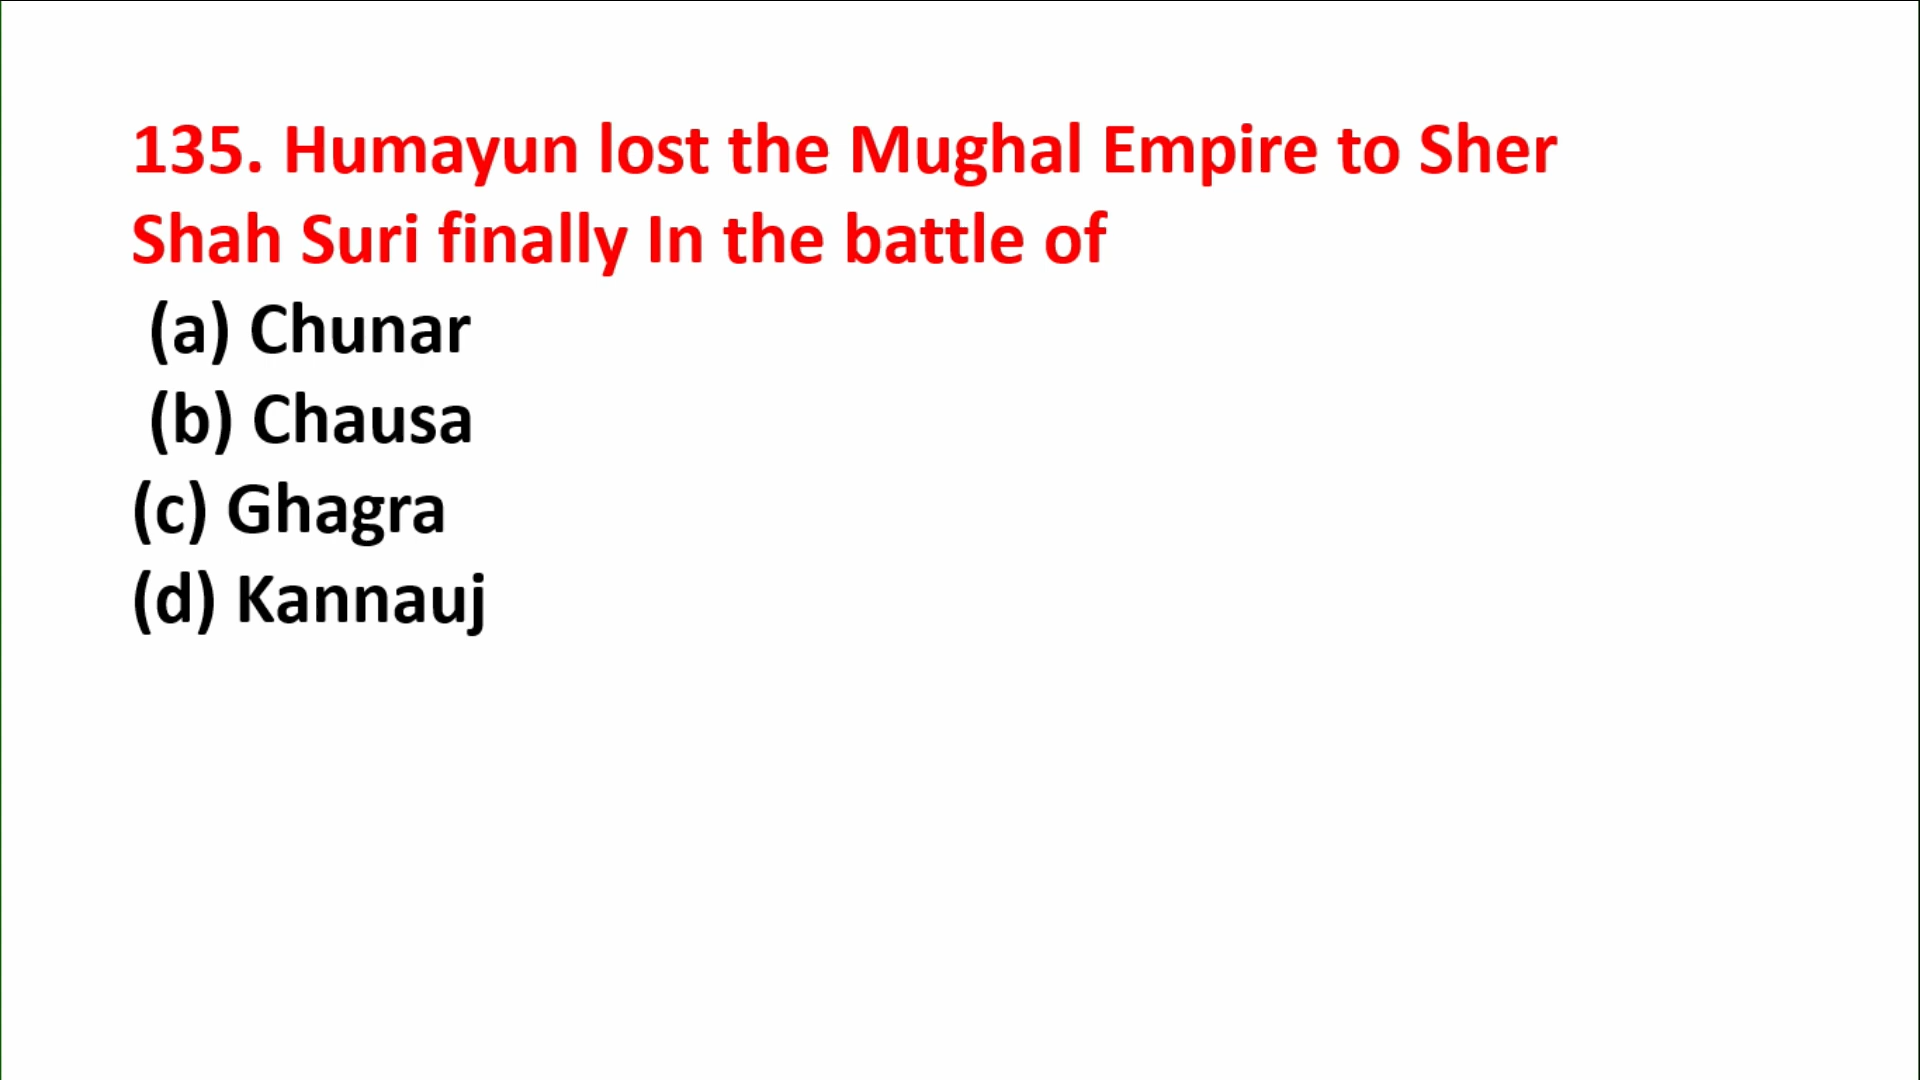 135. Humayun lost the Mughal Empire to Sher
Shah Suri finally In the battle of
(a) Chunar
(b) Chausa
(c) Ghagra
(d) Kannauj